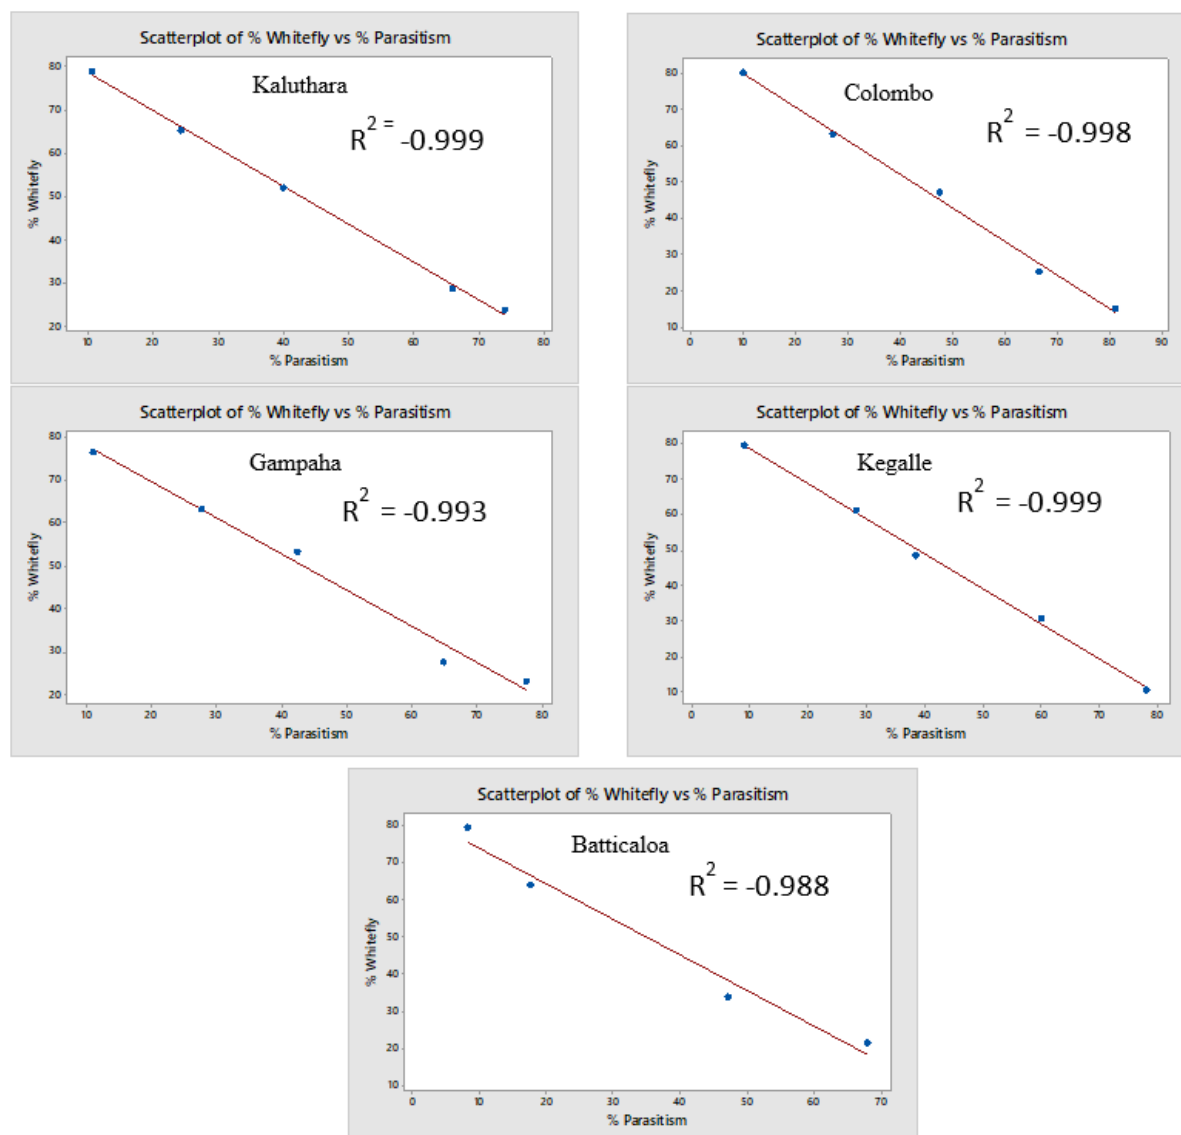 Scatterplot of % Whitefly vs % Parasitism
Kaluthara
R2 = -0.999
% Whitefly
80
70
60
50
40
30
20
10 20 30 40 50 60 70 80
% Parasitism
Scatterplot of % Whitefly vs % Parasitism
Colombo
R2 = -0.998
% Whitefly
80
70
60
50
40
30
20
10
0 10 20 30 40 50 60 70 80 90
% Parasitism
Scatterplot of % Whitefly vs % Parasitism
Gampaha
R2 = -0.993
% Whitefly
80
70
60
50
40
30
20
10 20 30 40 50 60 70 80
% Parasitism
Scatterplot of % Whitefly vs % Parasitism
Kegalle
R2 = -0.999
% Whitefly
80
70
60
50
40
30
20
10
0 10 20 30 40 50 60 70 80
% Parasitism
Scatterplot of % Whitefly vs % Parasitism
Batticaloa
R2 = -0.988
% Whitefly
80
70
60
50
40
30
20
10
0 10 20 30 40 50 60 70
% Parasitism